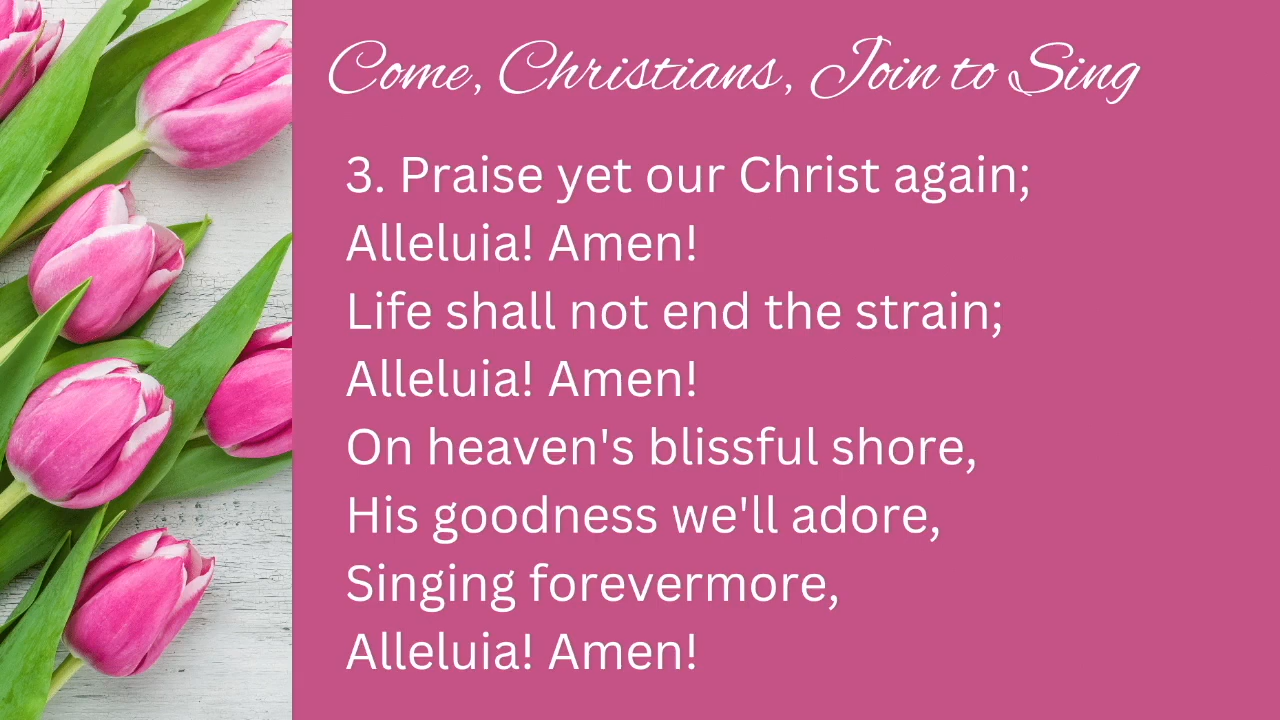 Come, Christians, Join to Sing
3. Praise yet our Christ again;
Alleluia! Amen!
Life shall not end the strain;
Alleluia! Amen!
On heaven's blissful shore,
His goodness we'll adore,
Singing forevermore,
Alleluia! Amen!